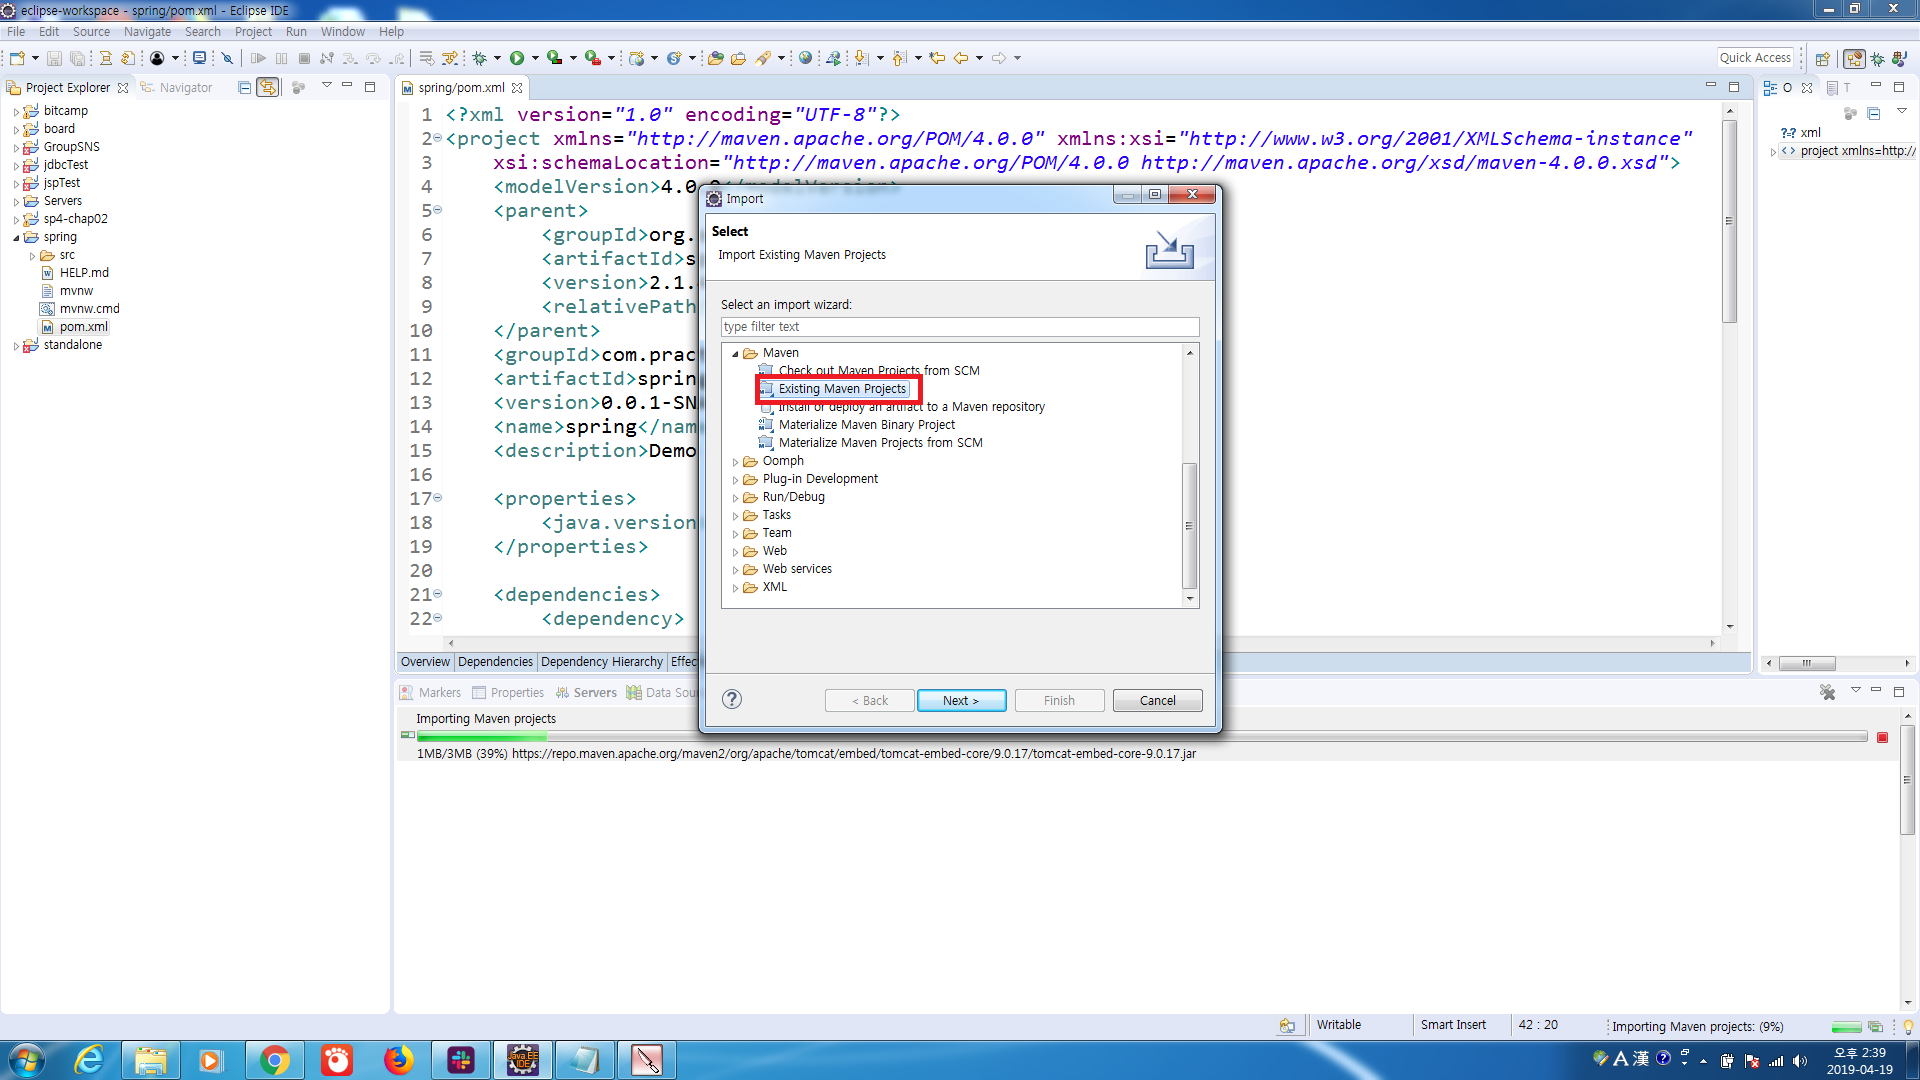 eclipse-workspace - spring/pom.xml - Eclipse IDE
File Edit Source Navigate Search Project Run Window Help
Quick Access
Project Explorer Navigator
bitcamp
board
GroupSNS
jdbcTest
jspTest
Servers
sp4-chap02
spring
src
HELP.md
mvnw
mvnw.cmd
pom.xml
standalone
spring/pom.xml
1 <?xml version="1.0" encoding="UTF-8"?>
2 <project xmlns="http://maven.apache.org/POM/4.0.0" xmlns:xsi="http://www.w3.org/2001/XMLSchema-instance"
3 xsi:schemaLocation="http://maven.apache.org/POM/4.0.0 http://maven.apache.org/xsd/maven-4.0.0.xsd">
4 <modelVersion>4.0.0</modelVersion>
5 <parent>
6 <groupId>org.
7 <artifactId>s
8 <version>2.1.
9 <relativePath
10 </parent>
11 <groupId>com.prac
12 <artifactId>spring
13 <version>0.0.1-SN
14 <name>spring</nam
15 <description>Demo
16
17 <properties>
18 <java.version
19 </properties>
20
21 <dependencies>
22 <dependency>
Overview Dependencies Dependency Hierarchy Effec
Import
Select
Import Existing Maven Projects
Select an import wizard:
type filter text
Maven
Check out Maven Projects from SCM
Existing Maven Projects
Install or deploy an artifact to a Maven repository
Materialize Maven Binary Project
Materialize Maven Projects from SCM
Oomph
Plug-in Development
Run/Debug
Tasks
Team
Web
Web services
XML
< Back Next > Finish Cancel
O T
?=? xml
<> project xmlns=http://
Markers Properties Servers Data Sou
Importing Maven projects
1MB/3MB (39%) https://repo.maven.apache.org/maven2/org/apache/tomcat/embed/tomcat-embed-core/9.0.17/tomcat-embed-core-9.0.17.jar
Writable Smart Insert 42 : 20 Importing Maven projects: (9%)
Java EE
IDE
A 漢
오후 2:39
2019-04-19